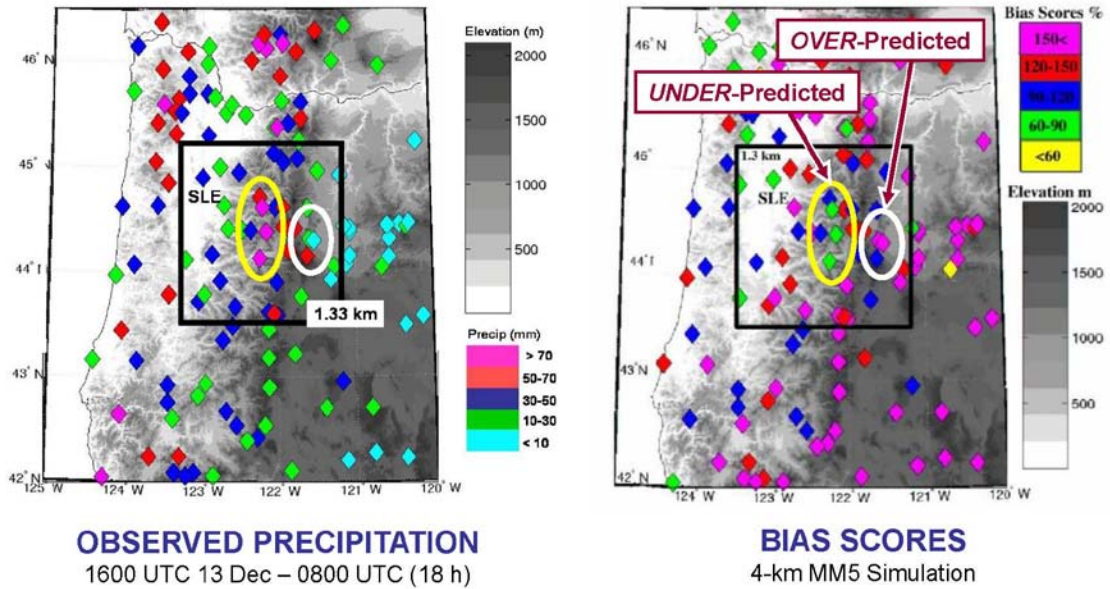 Elevation (m)
2000
1500
1000
500
Precip (mm)
> 70
50-70
30-50
10-30
< 10
46° N
45° N
44°
43° N
42° N
125° W
124° W
123° W
122° W
121° W
120° W
SLE
1.33 km
OBSERVED PRECIPITATION
1600 UTC 13 Dec – 0800 UTC (18 h)
OVER-Predicted
UNDER-Predicted
Bias Scores %
150<
120-150
90-120
60-90
<60
Elevation m
2000
1500
1000
500
46° N
45° N
44°
43° N
42° N
124° W
123° W
122° W
121° W
120° W
1.3 km
SLE
BIAS SCORES
4-km MM5 Simulation